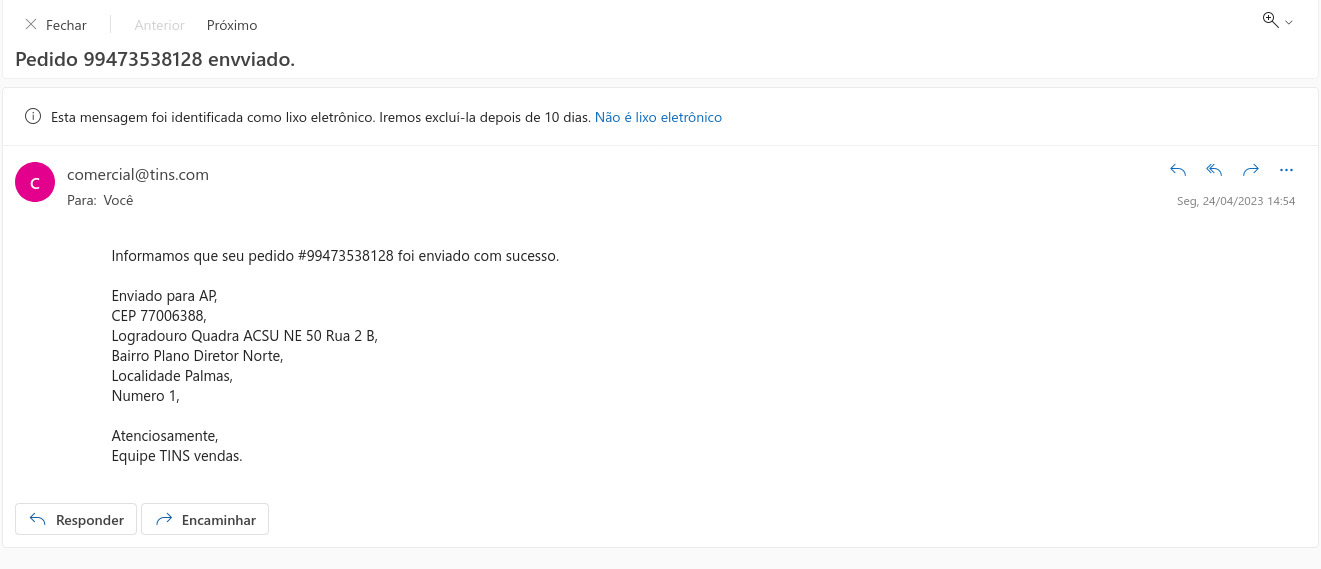 Fechar Anterior Próximo
Pedido 99473538128 envviado.
Esta mensagem foi identificada como lixo eletrônico. Iremos excluí-la depois de 10 dias. Não é lixo eletrônico
C
comercial@tins.com
Para: Você
Seg, 24/04/2023 14:54
Informamos que seu pedido #99473538128 foi enviado com sucesso.
Enviado para AP,
CEP 77006388,
Logradouro Quadra ACSU NE 50 Rua 2 B,
Bairro Plano Diretor Norte,
Localidade Palmas,
Numero 1,
Atenciosamente,
Equipe TINS vendas.
Responder Encaminhar